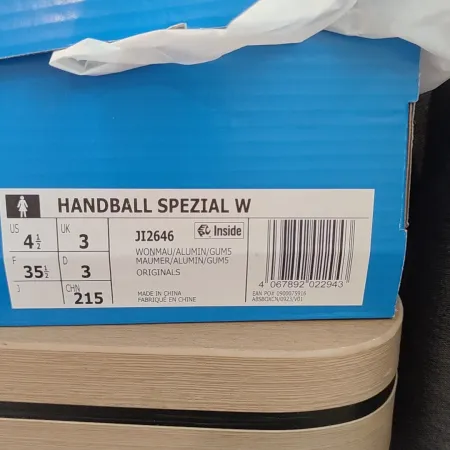 HANDBALL SPEZIAL W
US 4½ UK 3
F 35½ D 3
J CHN 215
JI2646 Inside
WONMAU/ALUMIN/GUM5
MAUMER/ALUMIN/GUM5
ORIGINALS
MADE IN CHINA
FABRIQUÉ EN CHINE
4 067892 022943